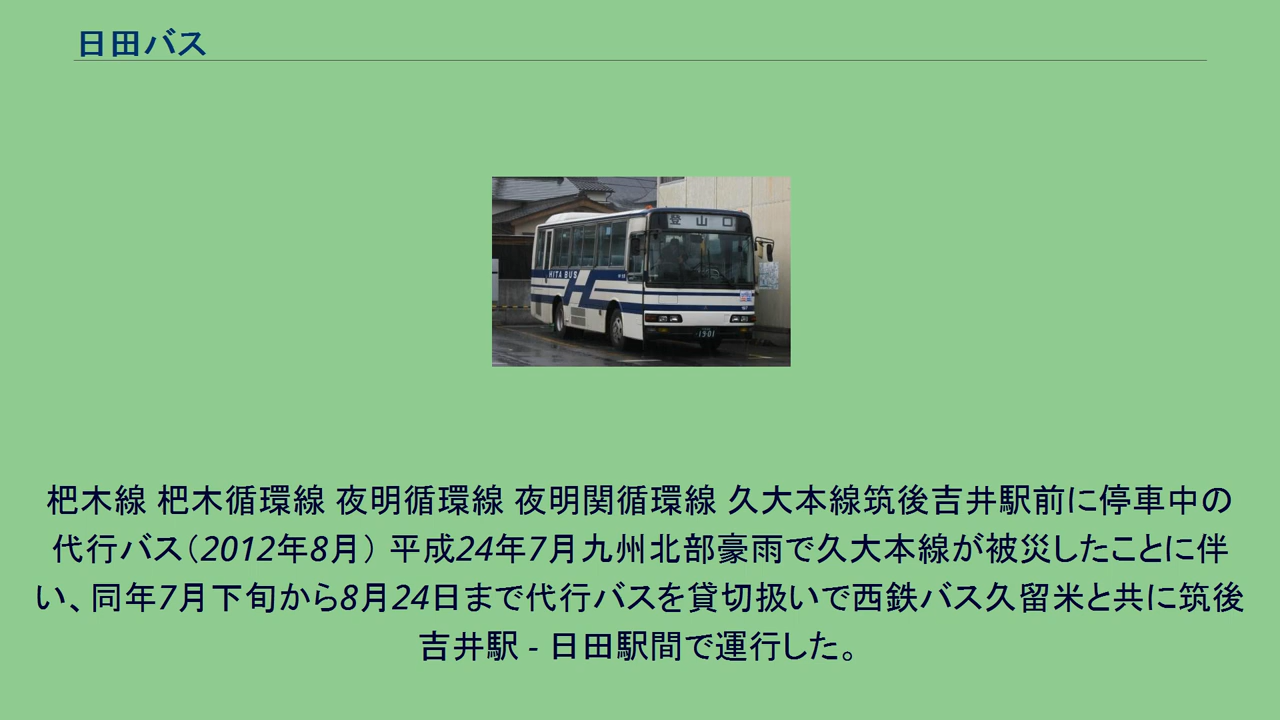 日田バス
登山口
HITA BUS
1901
杷木線 杷木循環線 夜明循環線 夜明関循環線 久大本線筑後吉井駅前に停車中の
代行バス（2012年8月） 平成24年7月九州北部豪雨で久大本線が被災したことに伴
い、同年7月下旬から8月24日まで代行バスを貸切扱いで西鉄バス久留米と共に筑後
吉井駅 - 日田駅間で運行した。